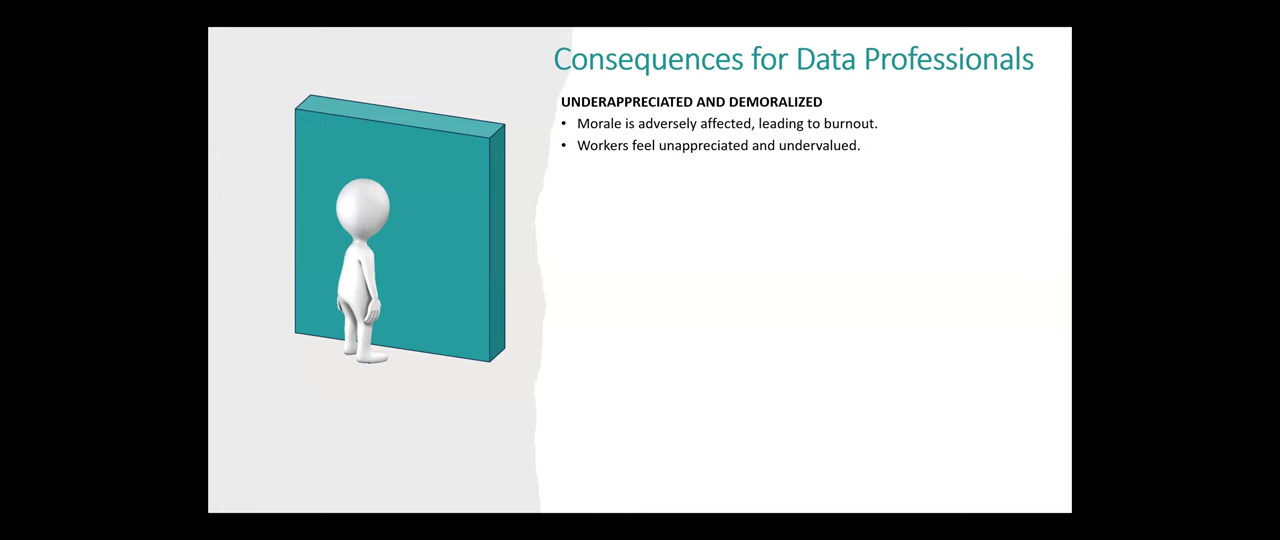 Consequences for Data Professionals
UNDERAPPRECIATED AND DEMORALIZED
• Morale is adversely affected, leading to burnout.
• Workers feel unappreciated and undervalued.